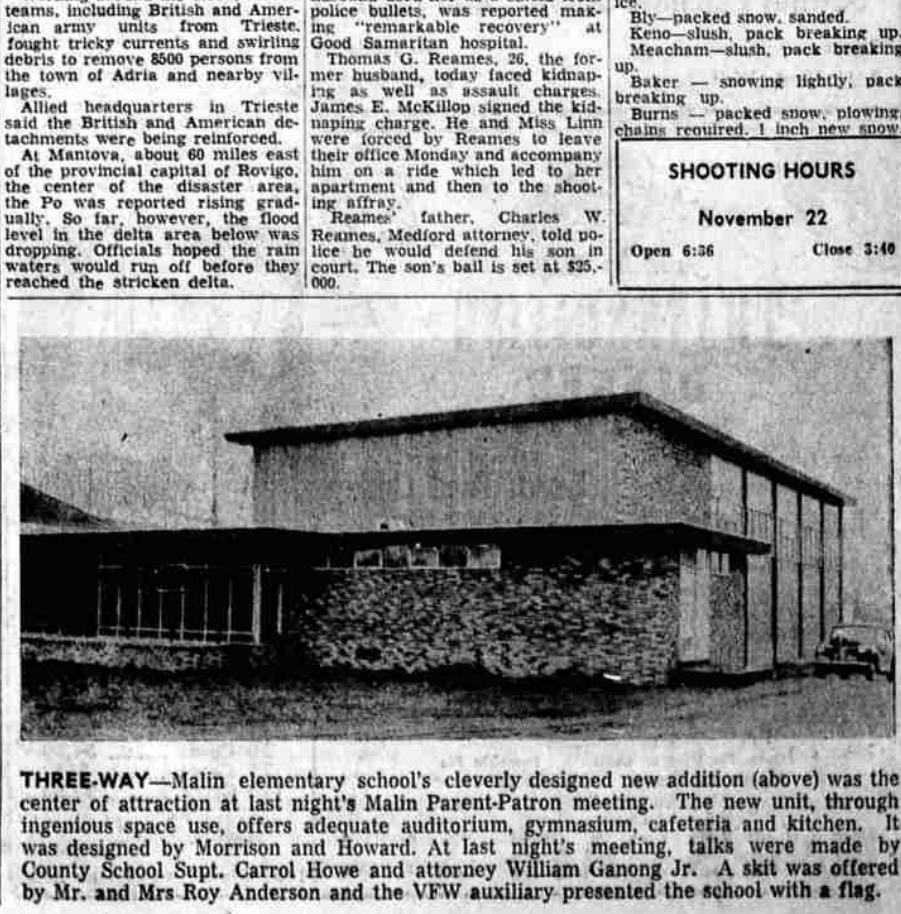 teams, including British and Amer-
ican army units from Trieste,
fought tricky currents and swirling
debris to remove 8500 persons from
the town of Adria and nearby vil-
lages.
Allied headquarters in Trieste
said the British and American de-
tachments were being reinforced.
At Mantova, about 60 miles east
of the provincial capital of Rovigo,
the center of the disaster area,
the Po was reported rising grad-
ually. So far, however, the flood
level in the delta area below was
dropping. Officials hoped the rain
waters would run off before they
reached the stricken delta.
police bullets, was reported mak-
ing "remarkable recovery" at
Good Samaritan hospital.
Thomas G. Reames, 26, the for-
mer husband, today faced kidnap-
ing as well as assault charges.
James E. McKillop signed the kid-
naping charge. He and Miss Linn
were forced by Reames to leave
their office Monday and accompany
him on a ride which led to her
apartment and then to the shoot-
ing affray.
Reames' father, Charles W.
Reames, Medford attorney, told po-
lice he would defend his son in
court. The son's bail is set at $25,-
000.
ice.
Bly—packed snow, sanded.
Keno—slush, pack breaking up.
Meacham—slush, pack breaking
up.
Baker — snowing lightly, pack
breaking up.
Burns — packed snow, plowing,
chains required, 1 inch new snow.
SHOOTING HOURS
November 22
Open 6:36 Close 3:40
THREE-WAY—Malin elementary school's cleverly designed new addition (above) was the
center of attraction at last night's Malin Parent-Patron meeting. The new unit, through
ingenious space use, offers adequate auditorium, gymnasium, cafeteria and kitchen. It
was designed by Morrison and Howard. At last night's meeting, talks were made by
County School Supt. Carrol Howe and attorney William Ganong Jr. A skit was offered
by Mr. and Mrs Roy Anderson and the VFW auxiliary presented the school with a flag.